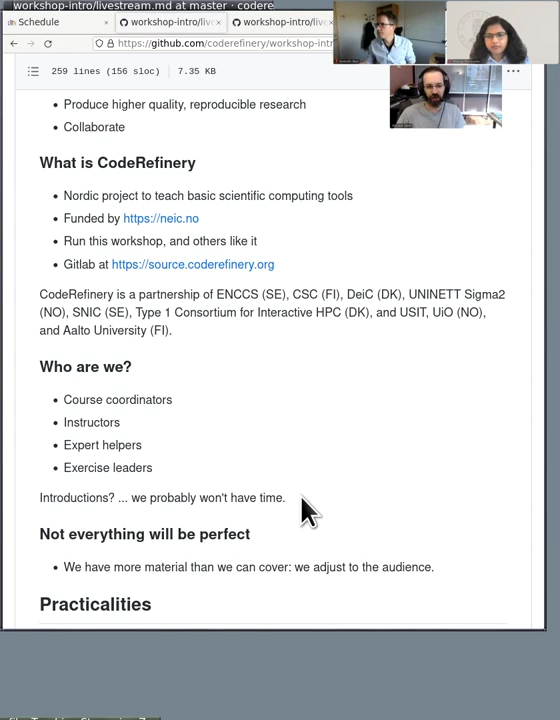 workshop-intro/livestream.md at master · codere
Schedule × workshop-intro/live × workshop-intro/live
https://github.com/coderefinery/workshop-int
259 lines (156 sloc) 7.35 KB
• Produce higher quality, reproducible research
• Collaborate
What is CodeRefinery
• Nordic project to teach basic scientific computing tools
• Funded by https://neic.no
• Run this workshop, and others like it
• Gitlab at https://source.coderefinery.org
CodeRefinery is a partnership of ENCCS (SE), CSC (FI), DeiC (DK), UNINETT Sigma2
(NO), SNIC (SE), Type 1 Consortium for Interactive HPC (DK), and USIT, UiO (NO),
and Aalto University (FI).
Who are we?
• Course coordinators
• Instructors
• Expert helpers
• Exercise leaders
Introductions? ... we probably won't have time.
Not everything will be perfect
• We have more material than we can cover: we adjust to the audience.
Practicalities